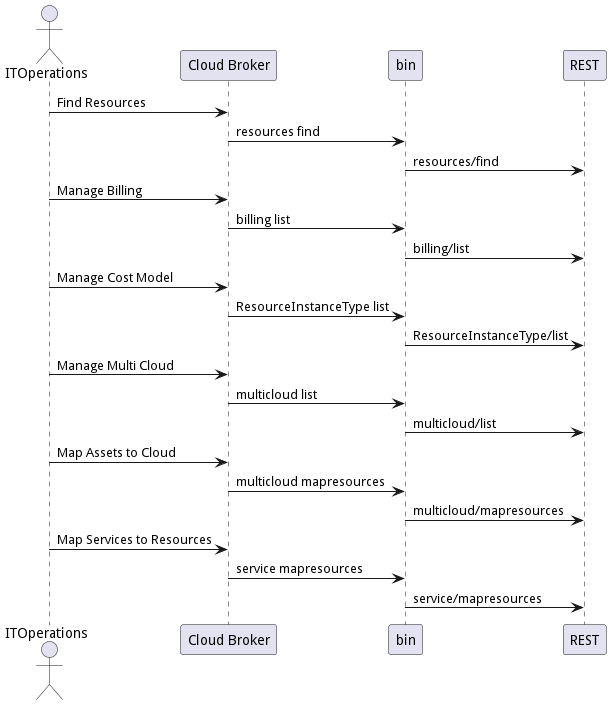 ITOperations
Cloud Broker
bin
REST
Find Resources
resources find
resources/find
Manage Billing
billing list
billing/list
Manage Cost Model
ResourceInstanceType list
ResourceInstanceType/list
Manage Multi Cloud
multicloud list
multicloud/list
Map Assets to Cloud
multicloud mapresources
multicloud/mapresources
Map Services to Resources
service mapresources
service/mapresources
ITOperations
Cloud Broker
bin
REST